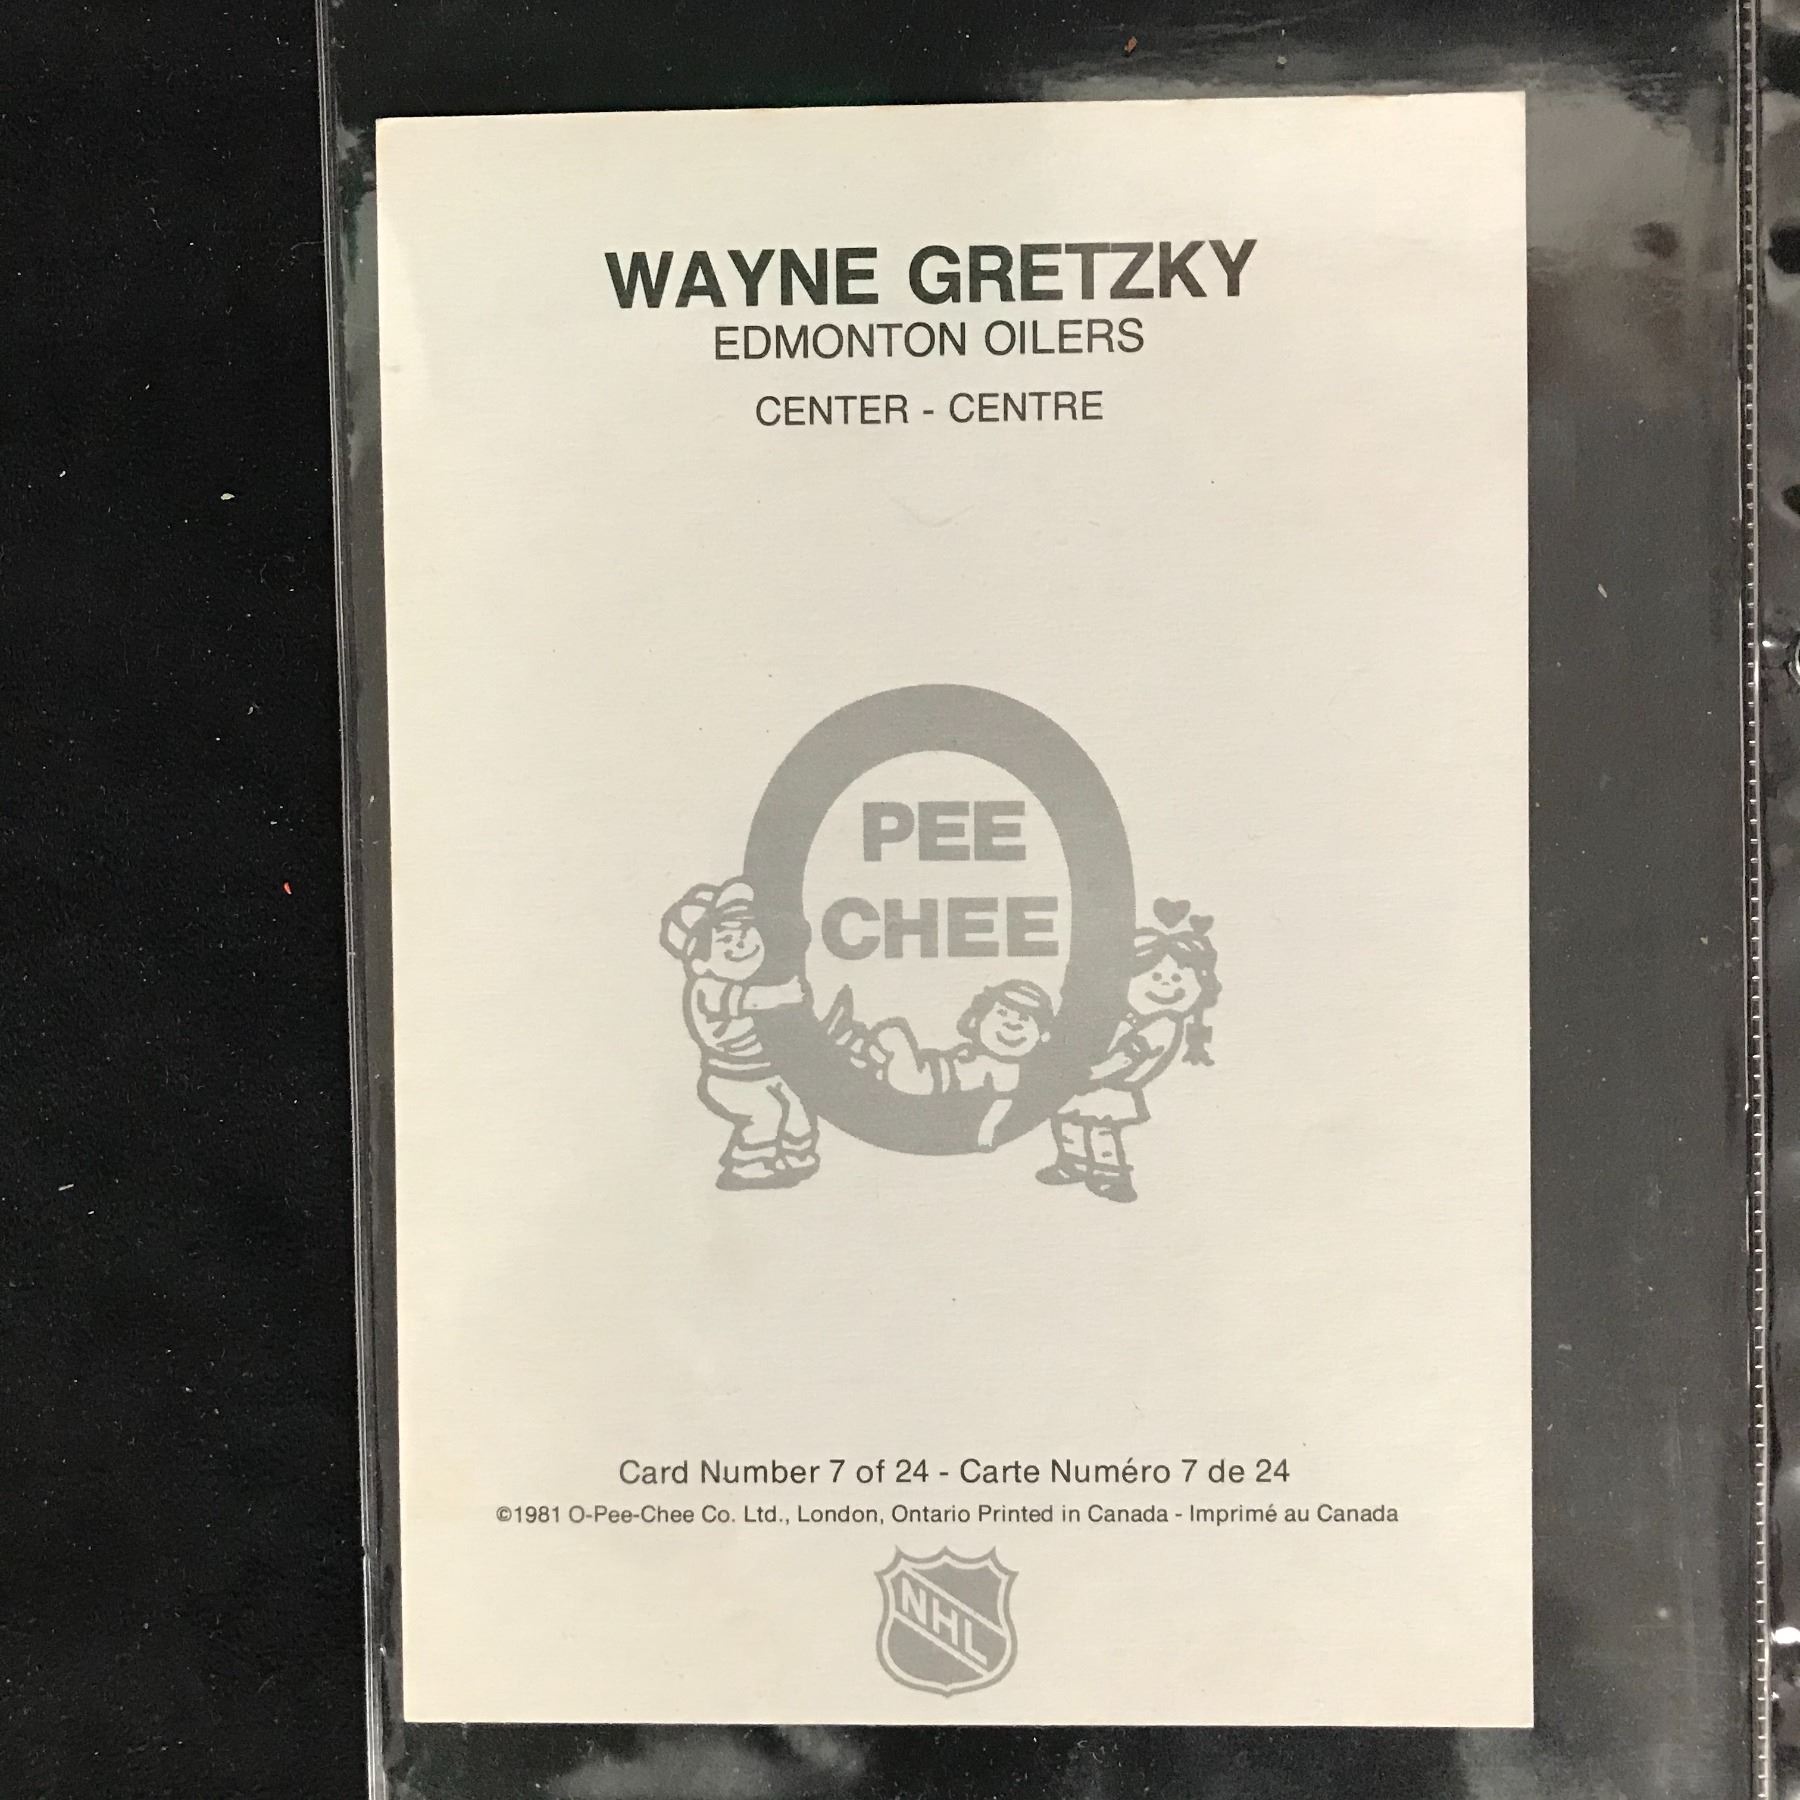 WAYNE GRETZKY
EDMONTON OILERS
CENTER - CENTRE
PEE
CHEE
Card Number 7 of 24 - Carte Numéro 7 de 24
©1981 O-Pee-Chee Co. Ltd., London, Ontario Printed in Canada - Imprimé au Canada
NHL